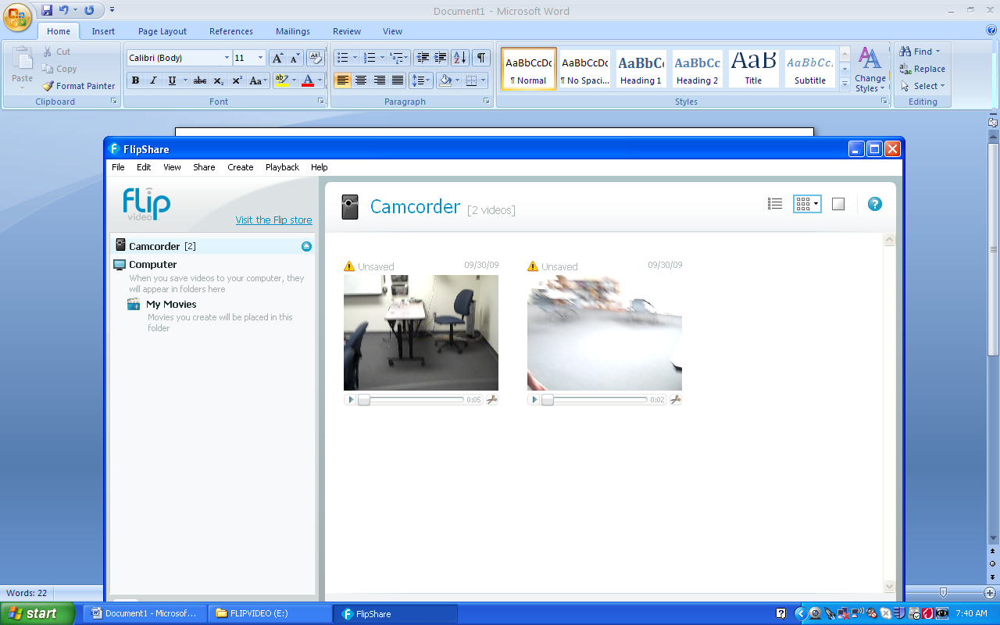 Document1 - Microsoft Word
Home Insert Page Layout References Mailings Review View
Paste
Cut
Copy
Format Painter
Clipboard
Calibri (Body) 11
B I U abc X₂ X² Aa
Font
Paragraph
AaBbCcDc AaBbCcDc AaBbC AaBbCc AaB AaBbCc.
¶ Normal ¶ No Spaci... Heading 1 Heading 2 Title Subtitle
Change Styles
Styles
Find
Replace
Select
Editing
FlipShare
File Edit View Share Create Playback Help
flip
video
Visit the Flip store
Camcorder [2]
Computer
When you save videos to your computer, they
will appear in folders here
My Movies
Movies you create will be placed in this
folder
Camcorder [2 videos]
Unsaved 09/30/09
0:05
Unsaved 09/30/09
0:02
Words: 22
start
Document1 - Microsof...
FLIPVIDEO (E:)
FlipShare
7:40 AM